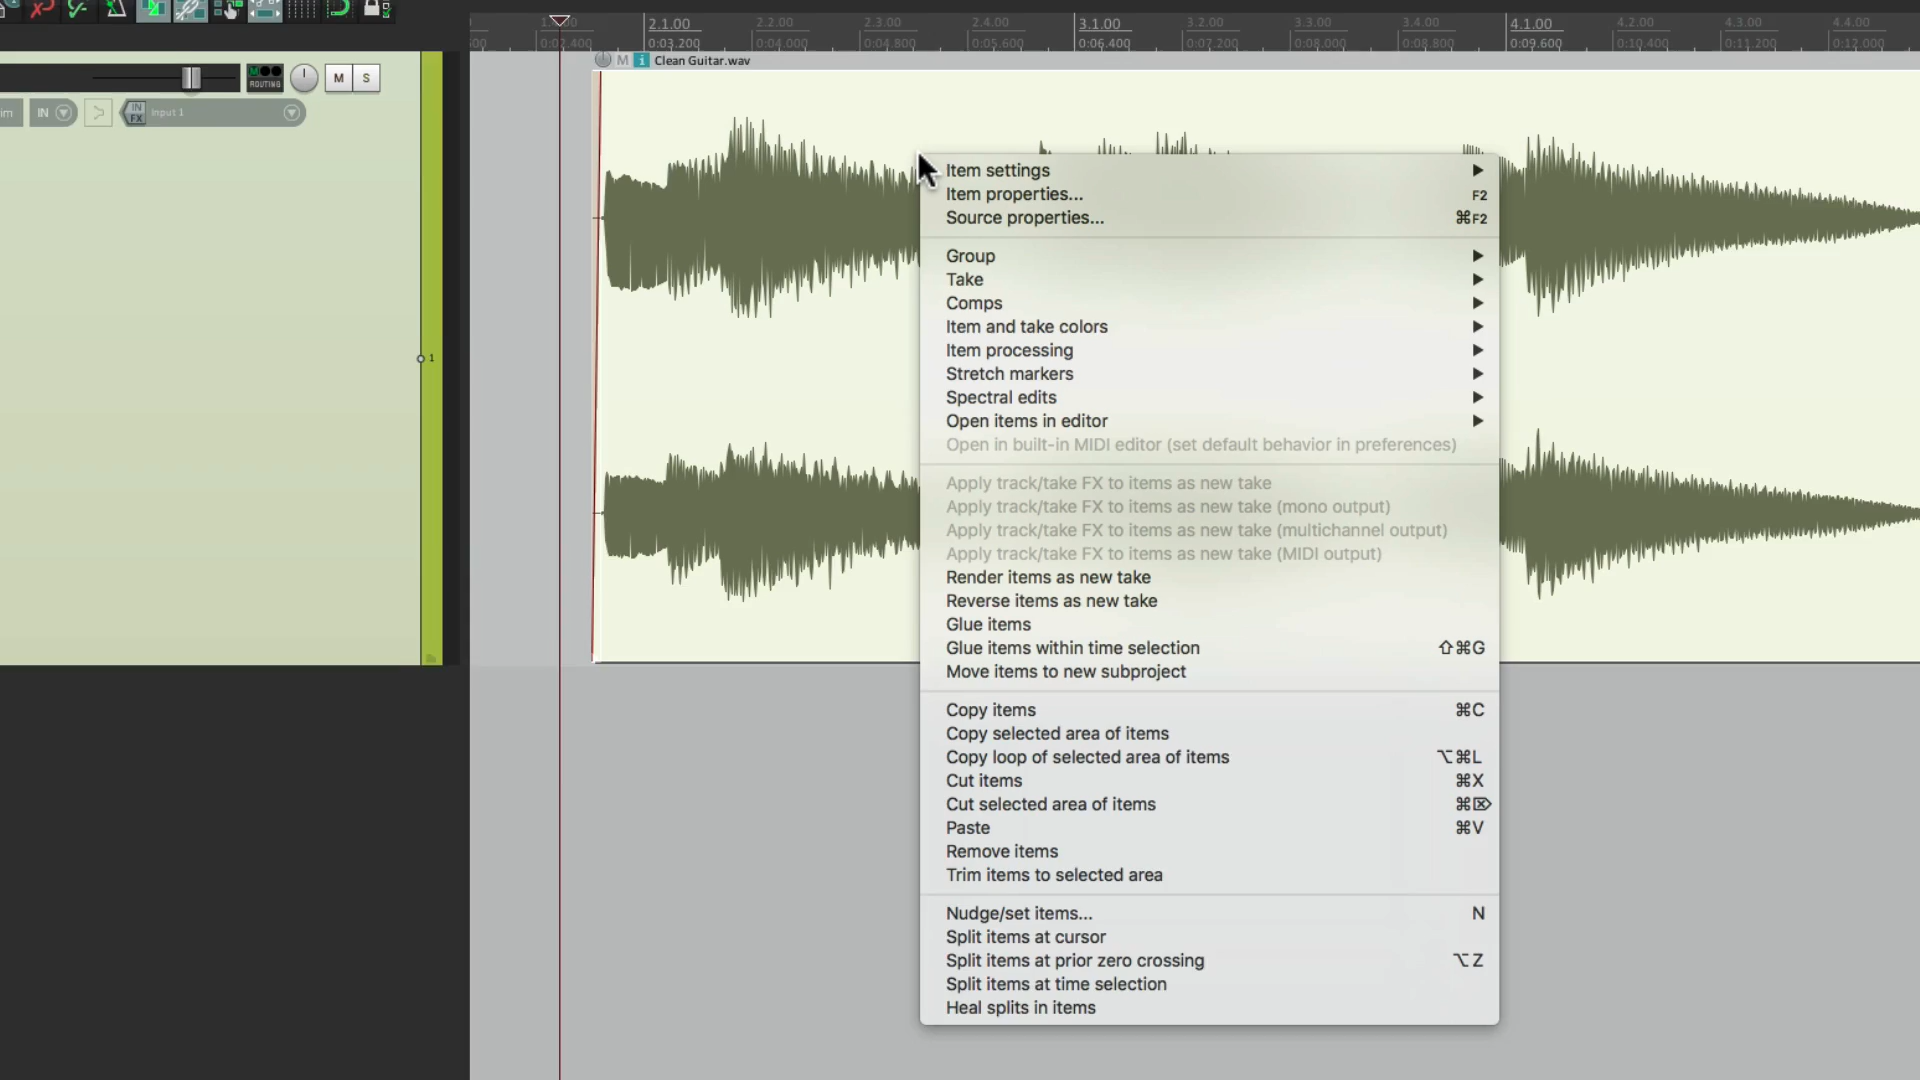 2.1.00 2.2.00 2.3.00 2.4.00 3.1.00 3.2.00 3.3.00 3.4.00 4.1.00 4.2.00 4.3.00 4.4.00
0:02.400 0:03.200 0:04.000 0:04.800 0:05.600 0:06.400 0:07.200 0:08.000 0:08.800 0:09.600 0:10.400 0:11.200 0:12.000
M i Clean Guitar.wav
ROUTING M S
IN IN FX Input 1
1
Item settings
Item properties... F2
Source properties... ⌘F2
Group
Take
Comps
Item and take colors
Item processing
Stretch markers
Spectral edits
Open items in editor
Open in built-in MIDI editor (set default behavior in preferences)
Apply track/take FX to items as new take
Apply track/take FX to items as new take (mono output)
Apply track/take FX to items as new take (multichannel output)
Apply track/take FX to items as new take (MIDI output)
Render items as new take
Reverse items as new take
Glue items
Glue items within time selection ⇧⌘G
Move items to new subproject
Copy items ⌘C
Copy selected area of items
Copy loop of selected area of items ⌥⌘L
Cut items ⌘X
Cut selected area of items ⌘⌦
Paste ⌘V
Remove items
Trim items to selected area
Nudge/set items... N
Split items at cursor
Split items at prior zero crossing ⌥Z
Split items at time selection
Heal splits in items